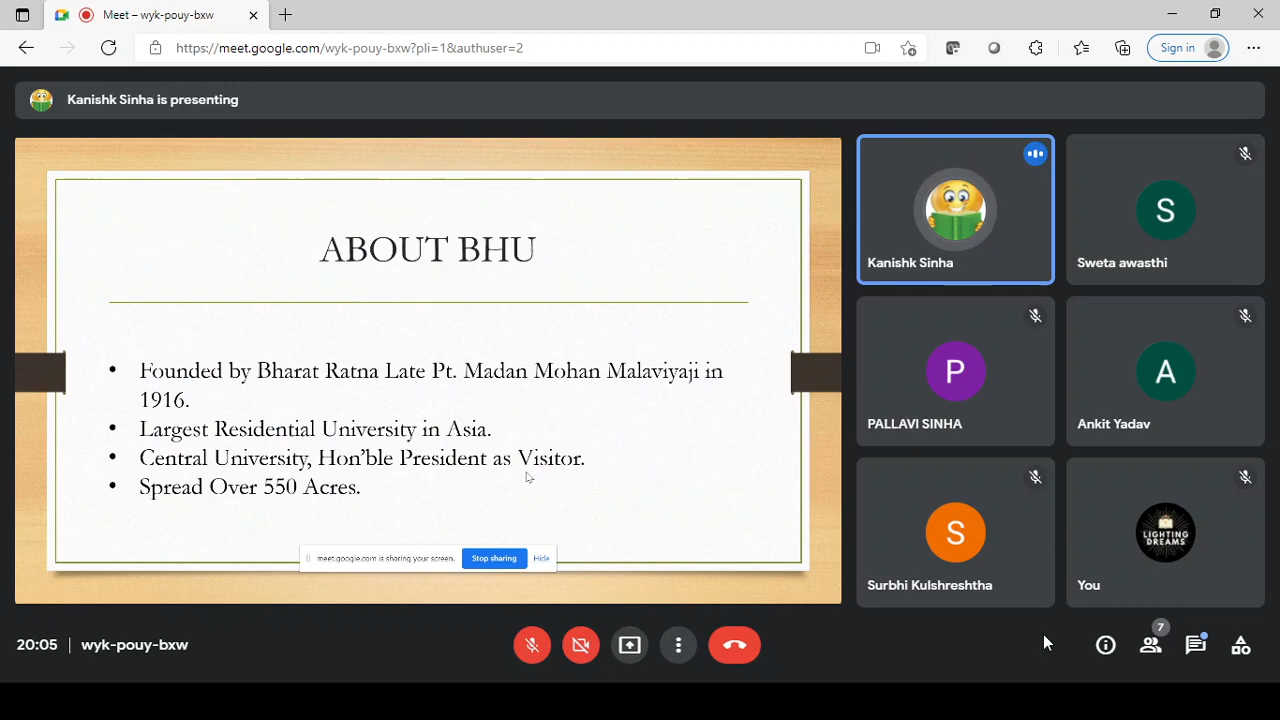 Meet – wyk-pouy-bxw
https://meet.google.com/wyk-pouy-bxw?pli=1&authuser=2
Sign in
Kanishk Sinha is presenting
ABOUT BHU
• Founded by Bharat Ratna Late Pt. Madan Mohan Malaviyaji in
1916.
• Largest Residential University in Asia.
• Central University, Hon’ble President as Visitor.
• Spread Over 550 Acres.
meet.google.com is sharing your screen.
Stop sharing
Hide
Kanishk Sinha
S
Sweta awasthi
P
PALLAVI SINHA
A
Ankit Yadav
S
Surbhi Kulshreshtha
LIGHTING
DREAMS
You
20:05 | wyk-pouy-bxw
7